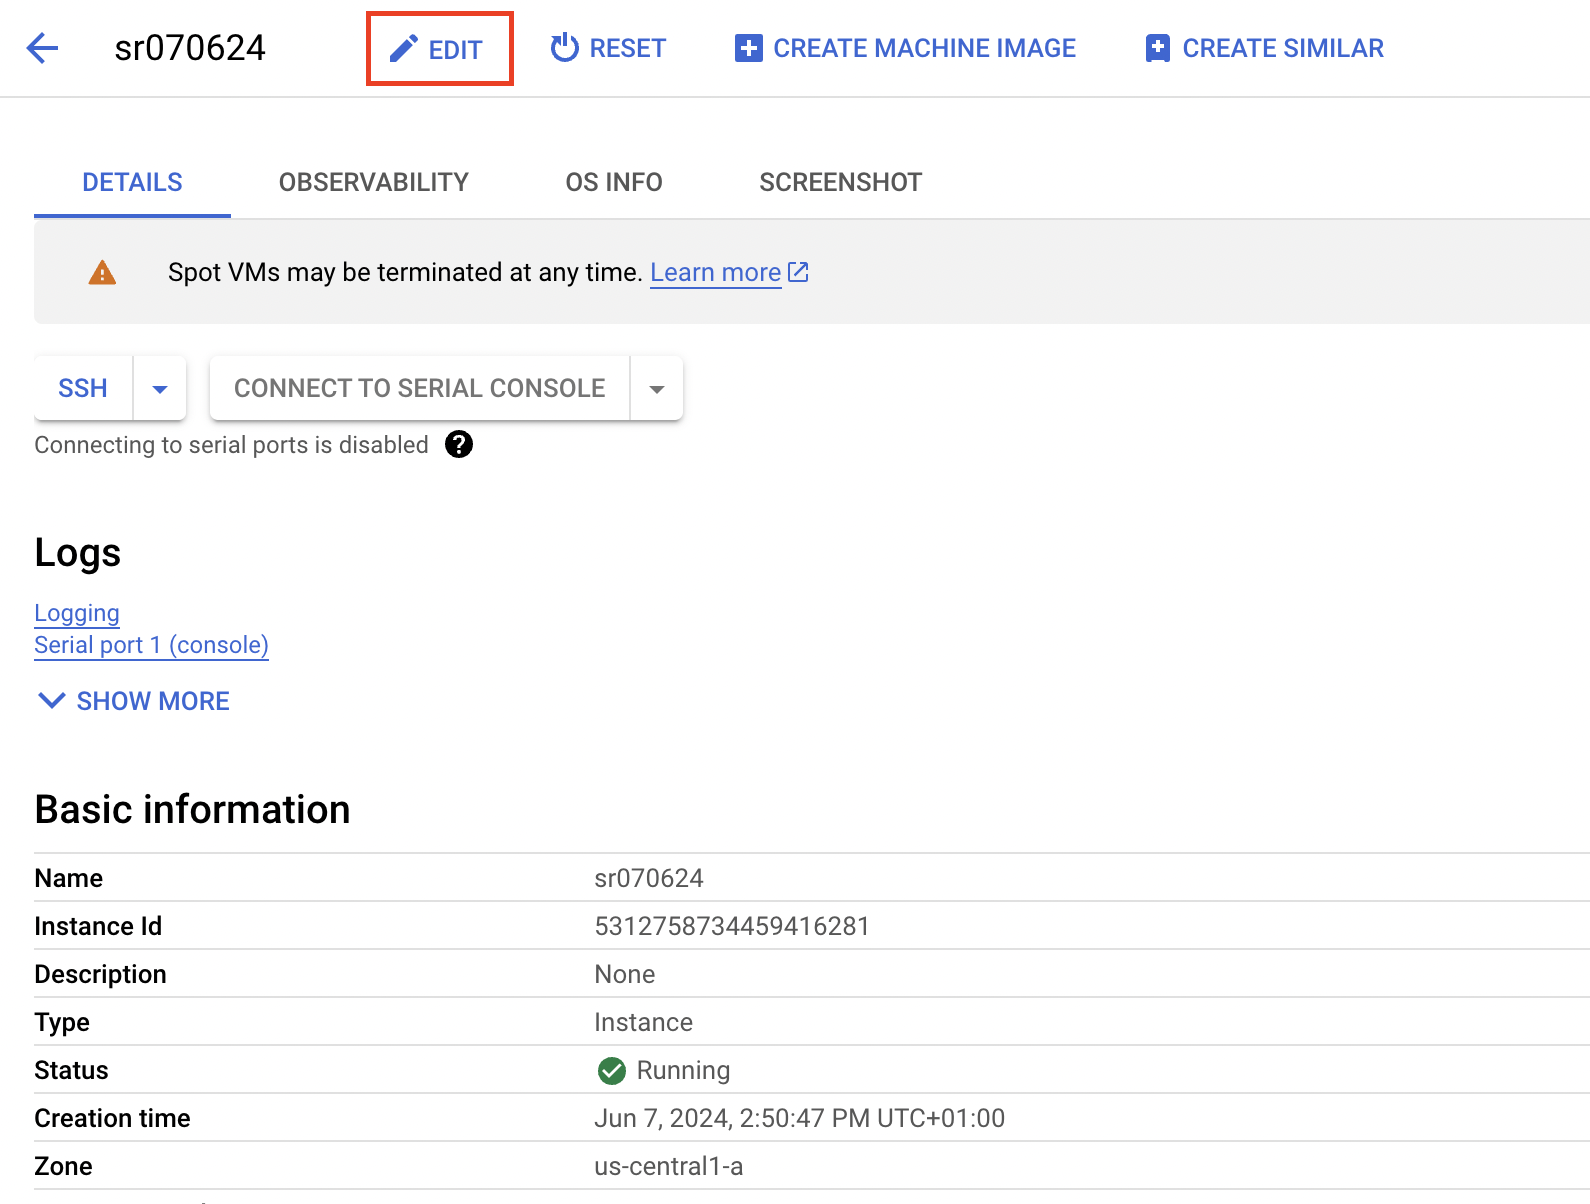 sr070624 EDIT RESET CREATE MACHINE IMAGE CREATE SIMILAR
DETAILS OBSERVABILITY OS INFO SCREENSHOT
Spot VMs may be terminated at any time. Learn more
SSH CONNECT TO SERIAL CONSOLE
Connecting to serial ports is disabled ?
Logs
Logging
Serial port 1 (console)
SHOW MORE
Basic information
Name sr070624
Instance Id 5312758734459416281
Description None
Type Instance
Status Running
Creation time Jun 7, 2024, 2:50:47 PM UTC+01:00
Zone us-central1-a